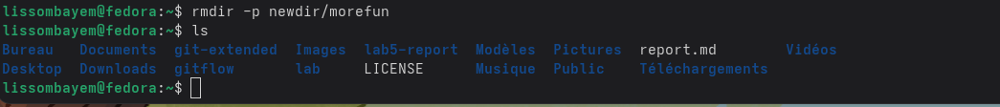 lissombayem@fedora:~$ rmdir -p newdir/morefun
lissombayem@fedora:~$ ls
Bureau Documents git-extended Images lab5-report Modèles Pictures report.md Vidéos
Desktop Downloads gitflow lab LICENSE Musique Public Téléchargements
lissombayem@fedora:~$